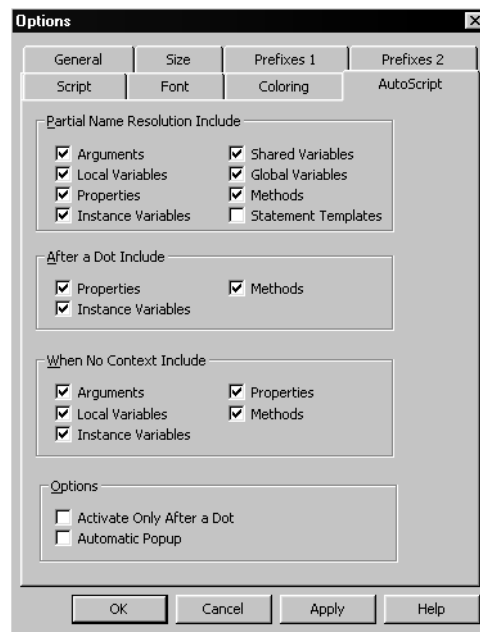 Options
General Size Prefixes 1 Prefixes 2
Script Font Coloring AutoScript
Partial Name Resolution Include
Arguments Shared Variables
Local Variables Global Variables
Properties Methods
Instance Variables Statement Templates
After a Dot Include
Properties Methods
Instance Variables
When No Context Include
Arguments Properties
Local Variables Methods
Instance Variables
Options
Activate Only After a Dot
Automatic Popup
OK Cancel Apply Help